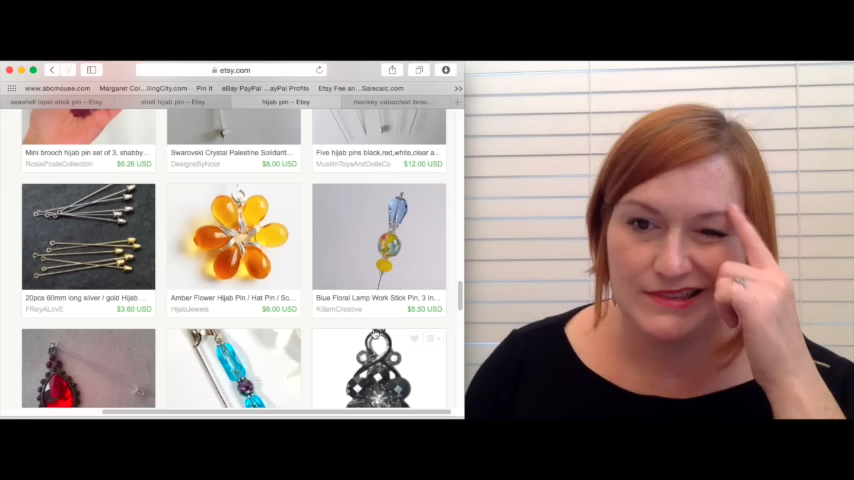 etsy.com
www.abcmouse.com Margaret Col...llingCity.com Pin It eBay PayPal ...ayPal Profits Etsy Fee an...Salecalc.com >>
seashell lapel stick pin – Etsy shell hijab pin – Etsy hijab pin – Etsy monkey cabochon brou... +
Mini brooch hijab pin set of 3, shabby... Swarovski Crystal Palestine Solidarit... Five hijab pins black,red,white,clear a...
RosiePosieCollection $6.26 USD DesignsByNoor $8.00 USD MuslimToysAndDollsCo $12.00 USD
20pcs 60mm long silver / gold Hijab ... Amber Flower Hijab Pin / Hat Pin / Sc... Blue Floral Lamp Work Stick Pin, 3 In...
FReyALovE $3.60 USD HijabJewels $6.00 USD KillamCreative $5.50 USD